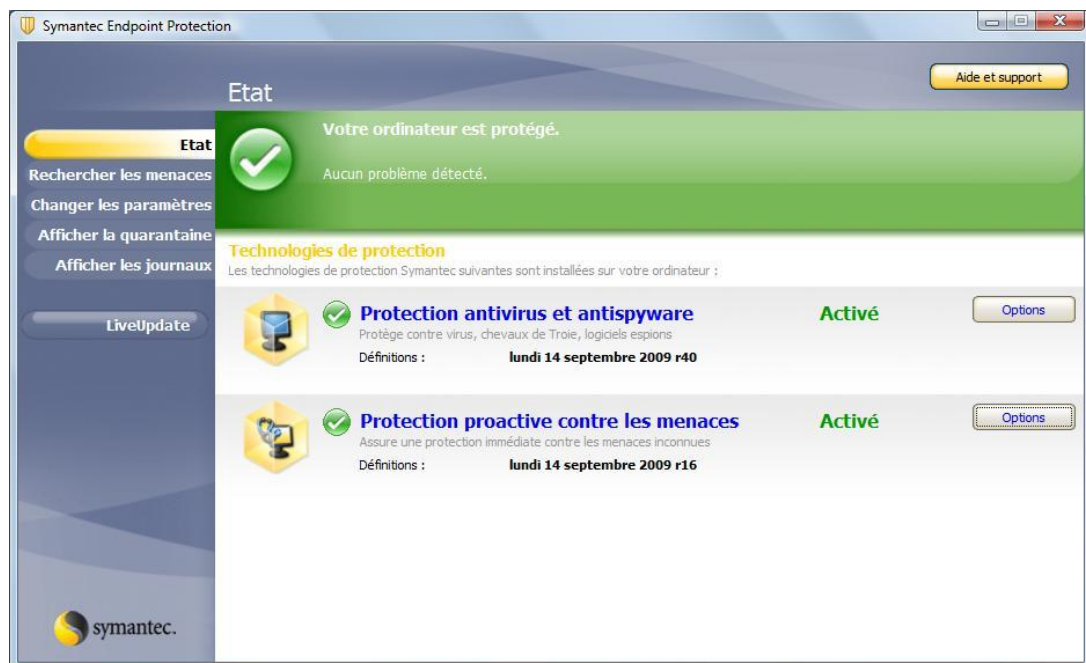 Symantec Endpoint Protection
Etat
Aide et support
Etat
Rechercher les menaces
Changer les paramètres
Afficher la quarantaine
Afficher les journaux
LiveUpdate
Votre ordinateur est protégé.
Aucun problème détecté.
Technologies de protection
Les technologies de protection Symantec suivantes sont installées sur votre ordinateur :
Protection antivirus et antispyware Activé Options
Protège contre virus, chevaux de Troie, logiciels espions
Définitions : lundi 14 septembre 2009 r40
Protection proactive contre les menaces Activé Options
Assure une protection immédiate contre les menaces inconnues
Définitions : lundi 14 septembre 2009 r16
symantec.